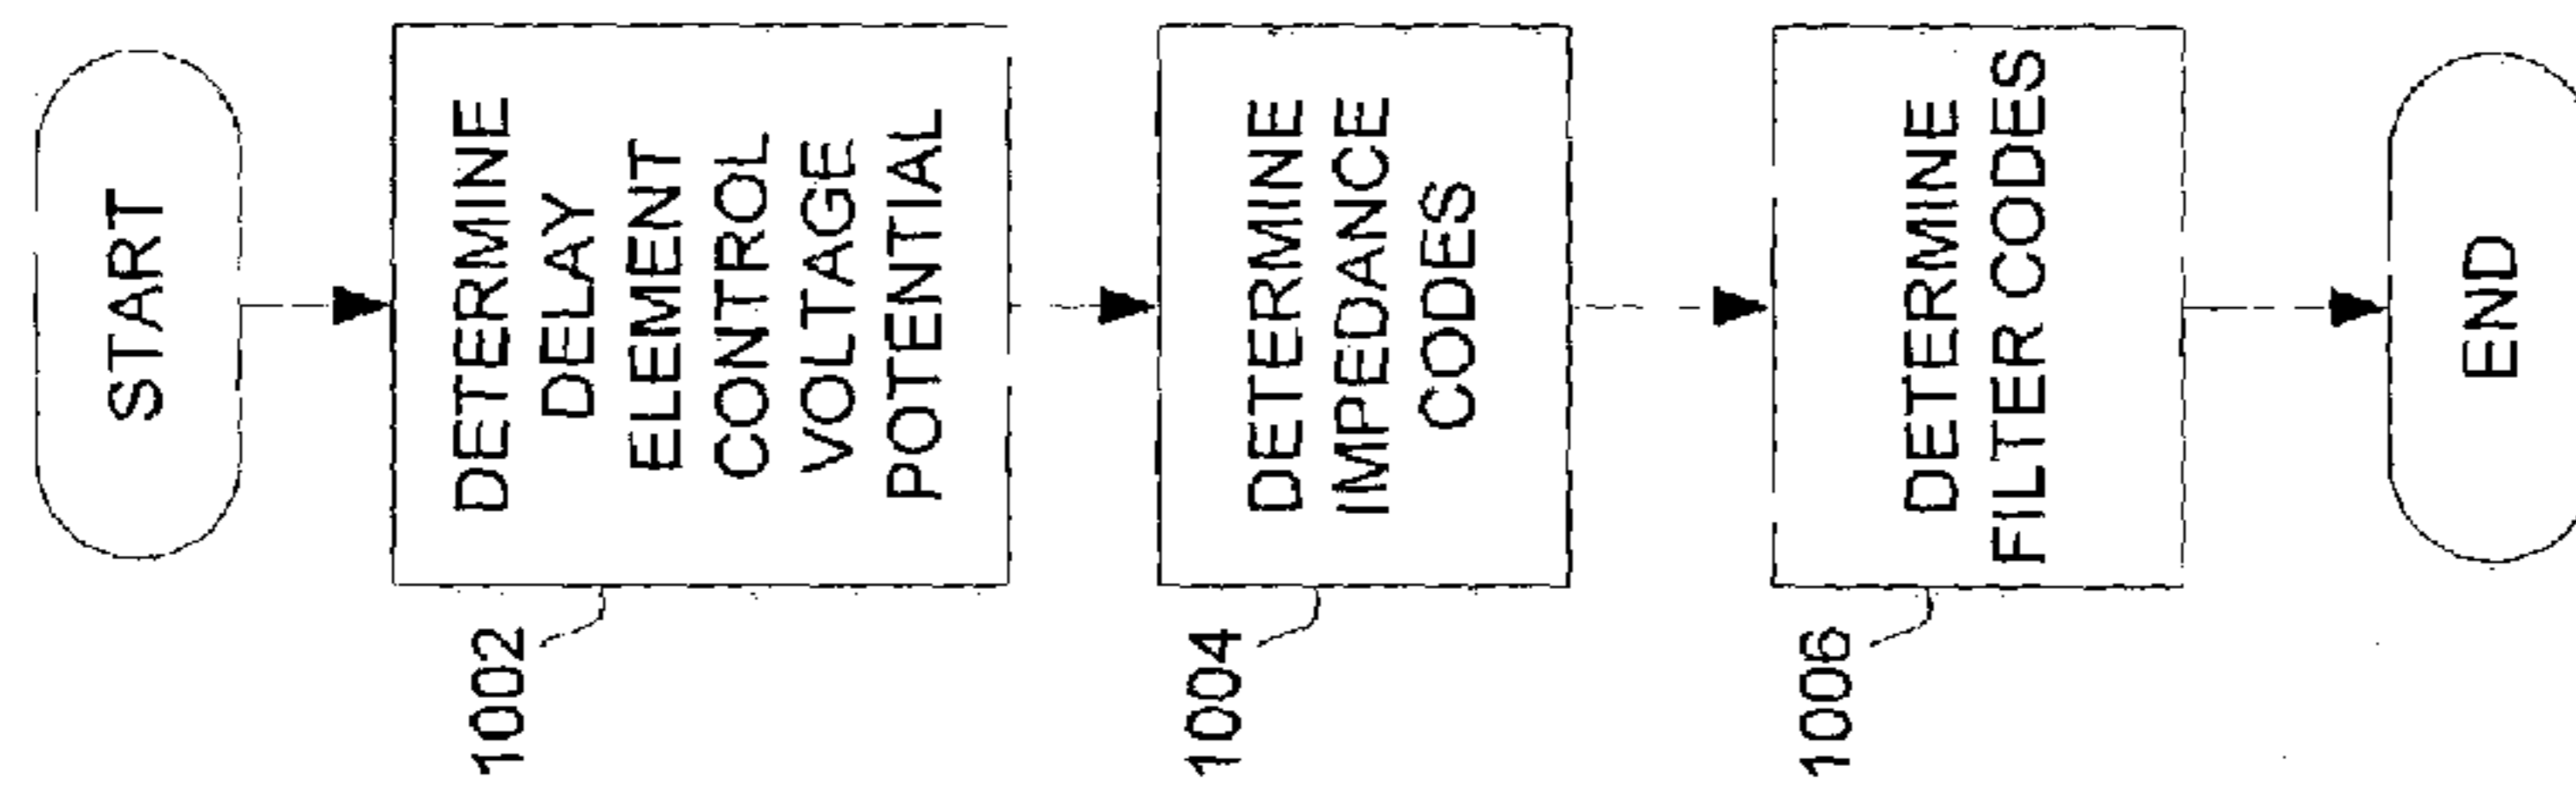 START
DETERMINE
DELAY
ELEMENT
CONTROL
VOLTAGE
POTENTIAL
1002
DETERMINE
IMPEDANCE
CODES
1004
DETERMINE
FILTER CODES
1006
END